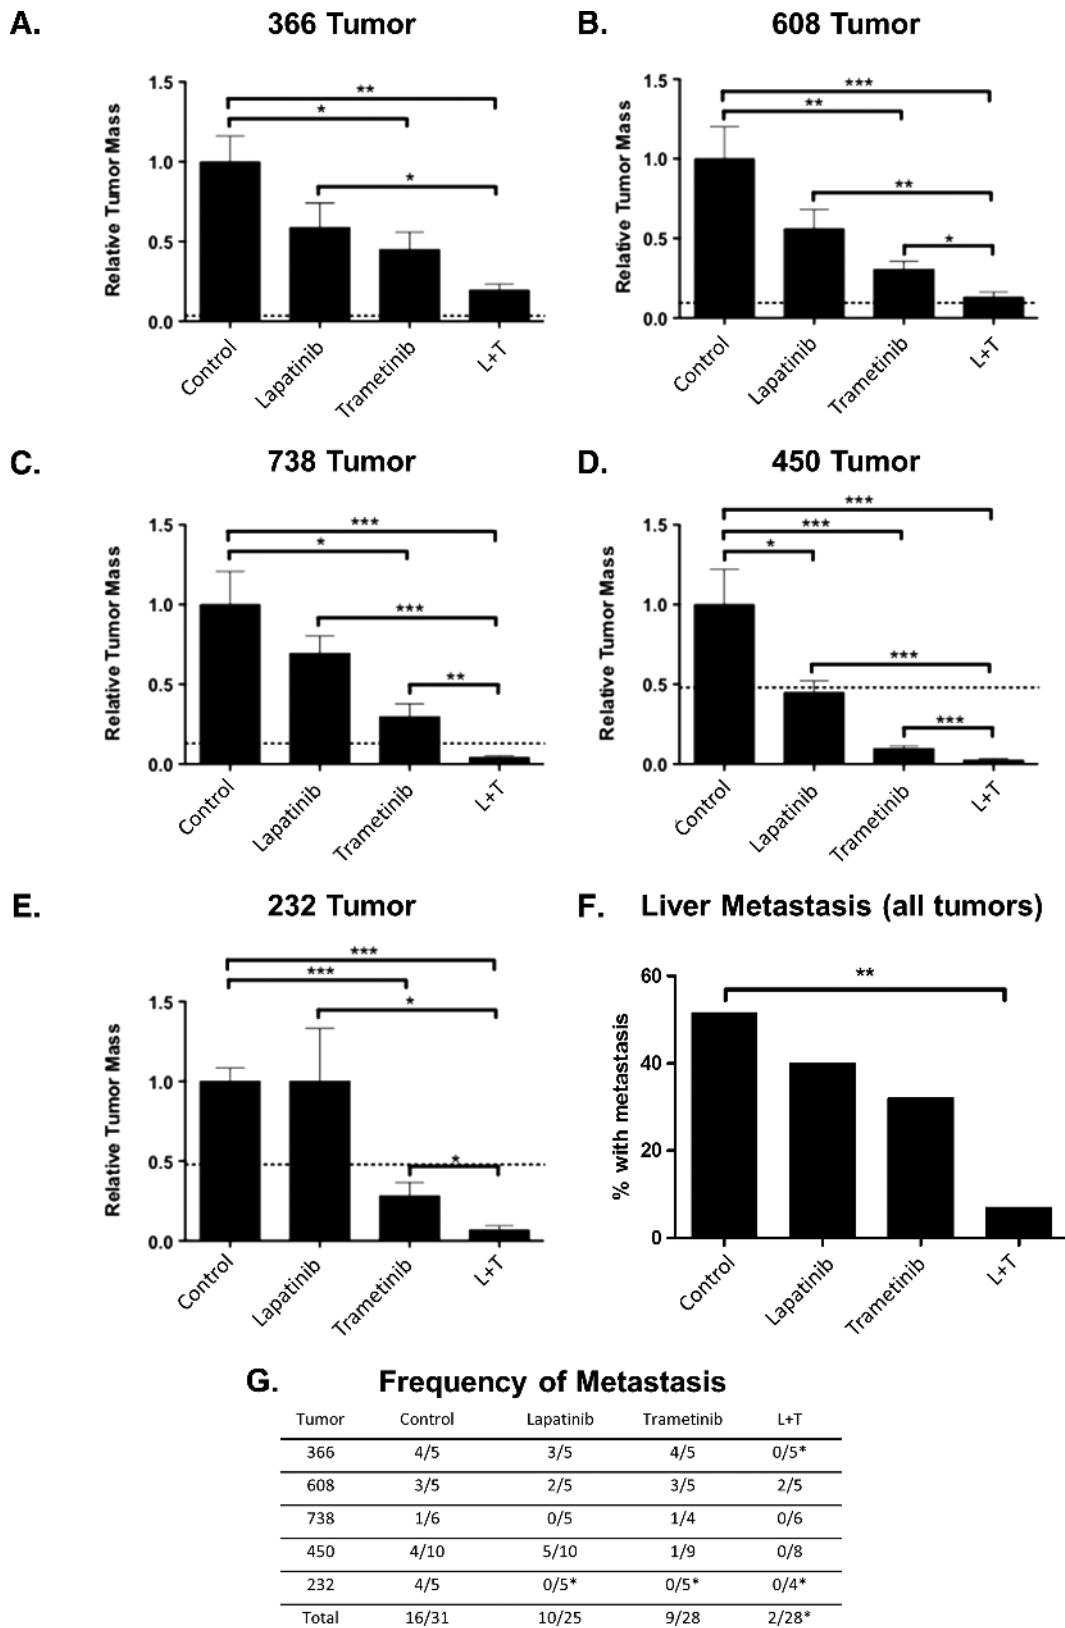 A. 366 Tumor
Relative Tumor Mass
1.5
1.0
0.5
0.0
**
*
*
Control
Lapatinib
Trametinib
L+T
B. 608 Tumor
Relative Tumor Mass
1.5
1.0
0.5
0.0
***
**
**
*
Control
Lapatinib
Trametinib
L+T
C. 738 Tumor
Relative Tumor Mass
1.5
1.0
0.5
0.0
***
*
***
**
Control
Lapatinib
Trametinib
L+T
D. 450 Tumor
Relative Tumor Mass
1.5
1.0
0.5
0.0
***
***
*
***
***
Control
Lapatinib
Trametinib
L+T
E. 232 Tumor
Relative Tumor Mass
1.5
1.0
0.5
0.0
***
***
*
*
Control
Lapatinib
Trametinib
L+T
F. Liver Metastasis (all tumors)
% with metastasis
60
40
20
0
**
Control
Lapatinib
Trametinib
L+T
G. Frequency of Metastasis
Tumor Control Lapatinib Trametinib L+T
366 4/5 3/5 4/5 0/5*
608 3/5 2/5 3/5 2/5
738 1/6 0/5 1/4 0/6
450 4/10 5/10 1/9 0/8
232 4/5 0/5* 0/5* 0/4*
Total 16/31 10/25 9/28 2/28*